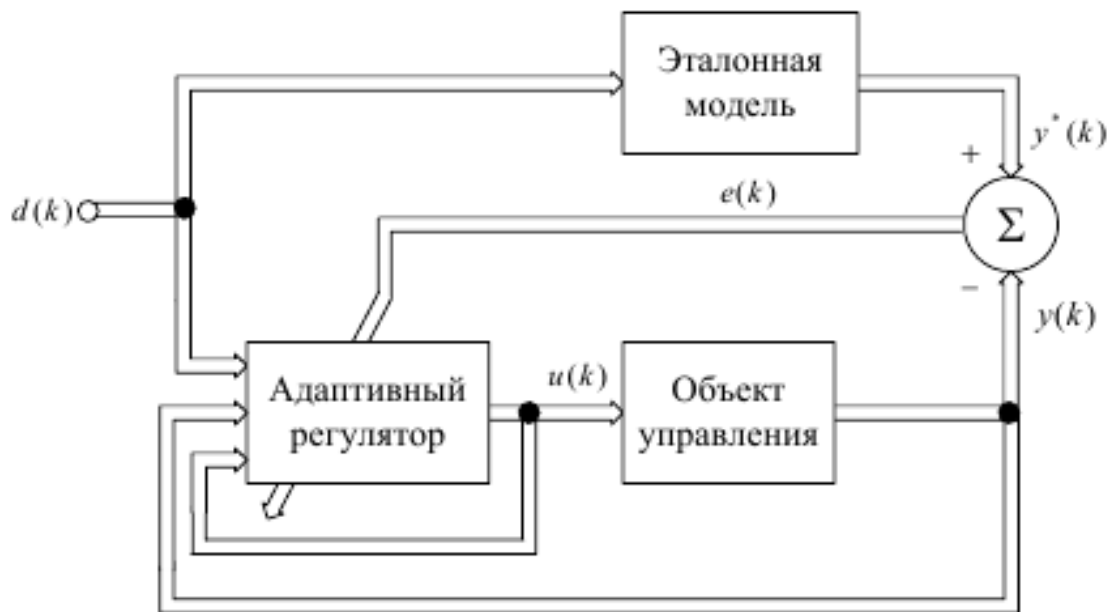 Эталонная
модель
y*(k)
+
d(k)
e(k)
Σ
−
y(k)
u(k)
Адаптивный
регулятор
Объект
управления